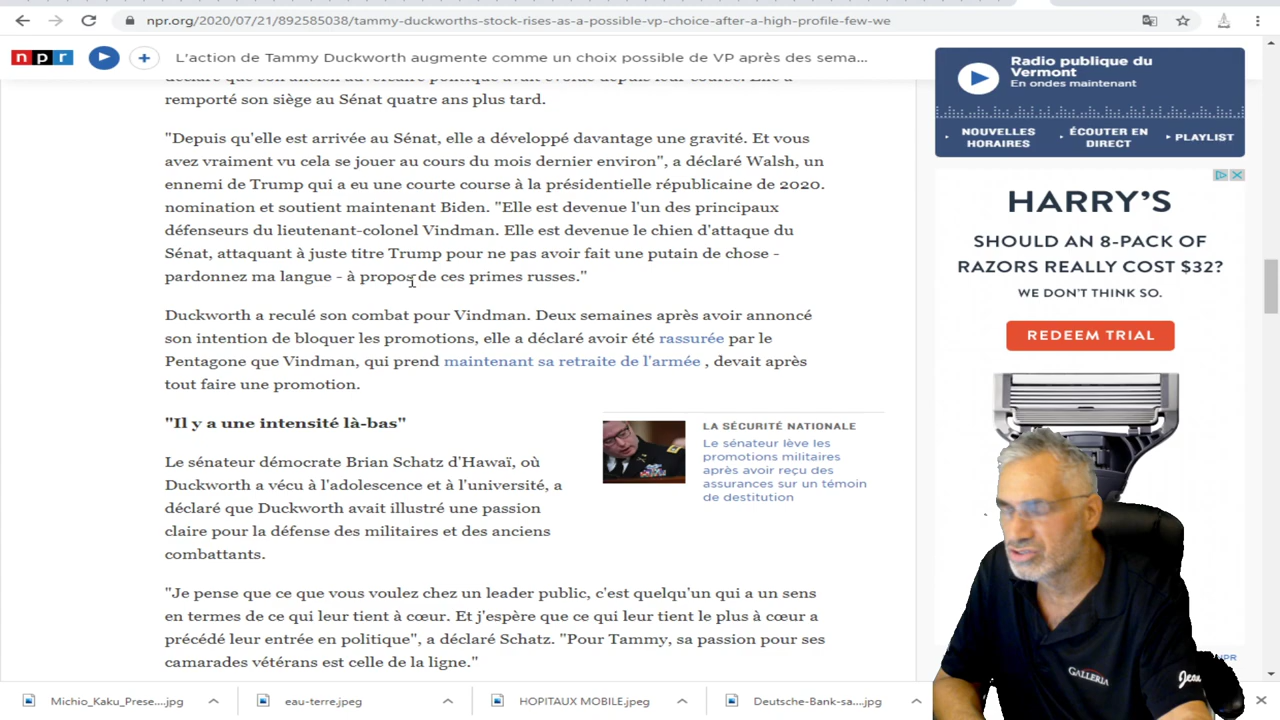 npr.org/2020/07/21/892585038/tammy-duckworths-stock-rises-as-a-possible-vp-choice-after-a-high-profile-few-we
n p r
L'action de Tammy Duckworth augmente comme un choix possible de VP après des sema...
remporté son siège au Sénat quatre ans plus tard.
"Depuis qu'elle est arrivée au Sénat, elle a développé davantage une gravité. Et vous
avez vraiment vu cela se jouer au cours du mois dernier environ", a déclaré Walsh, un
ennemi de Trump qui a eu une courte course à la présidentielle républicaine de 2020.
nomination et soutient maintenant Biden. "Elle est devenue l'un des principaux
défenseurs du lieutenant-colonel Vindman. Elle est devenue le chien d'attaque du
Sénat, attaquant à juste titre Trump pour ne pas avoir fait une putain de chose -
pardonnez ma langue - à propos de ces primes russes."
Duckworth a reculé son combat pour Vindman. Deux semaines après avoir annoncé
son intention de bloquer les promotions, elle a déclaré avoir été rassurée par le
Pentagone que Vindman, qui prend maintenant sa retraite de l'armée , devait après
tout faire une promotion.
"Il y a une intensité là-bas"
Le sénateur démocrate Brian Schatz d'Hawaï, où
Duckworth a vécu à l'adolescence et à l'université, a
déclaré que Duckworth avait illustré une passion
claire pour la défense des militaires et des anciens
combattants.
LA SÉCURITÉ NATIONALE
Le sénateur lève les
promotions militaires
après avoir reçu des
assurances sur un témoin
de destitution
"Je pense que ce que vous voulez chez un leader public, c'est quelqu'un qui a un sens
en termes de ce qui leur tient à cœur. Et j'espère que ce qui leur tient le plus à cœur a
précédé leur entrée en politique", a déclaré Schatz. "Pour Tammy, sa passion pour ses
camarades vétérans est celle de la ligne."
Radio publique du
Vermont
En ondes maintenant
NOUVELLES
HORAIRES
ÉCOUTER EN
DIRECT
PLAYLIST
HARRY'S
SHOULD AN 8-PACK OF
RAZORS REALLY COST $32?
WE DON'T THINK SO.
REDEEM TRIAL
GALLERIA
Jean
Michio_Kaku_Prese....jpg
eau-terre.jpeg
HOPITAUX MOBILE.jpeg
Deutsche-Bank-sa....jpg